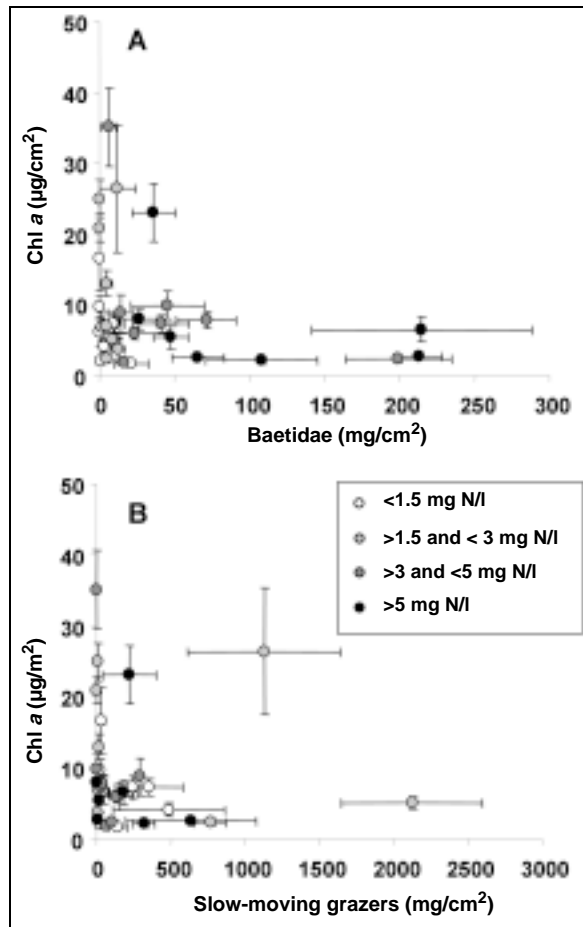 A
50
40
30
20
10
0
Chl a (µg/cm²)
0 50 100 150 200 250 300
Baetidae (mg/cm²)
B
50
40
30
20
10
0
Chl a (µg/m²)
<1.5 mg N/l
>1.5 and < 3 mg N/l
>3 and <5 mg N/l
>5 mg N/l
0 500 1000 1500 2000 2500 3000
Slow-moving grazers (mg/cm²)